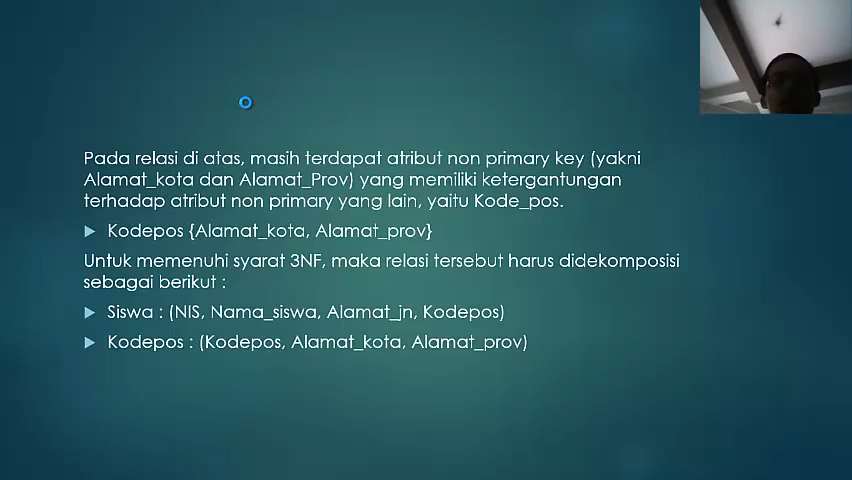 Pada relasi di atas, masih terdapat atribut non primary key (yakni
Alamat_kota dan Alamat_Prov) yang memiliki ketergantungan
terhadap atribut non primary yang lain, yaitu Kode_pos.
Kodepos {Alamat_kota, Alamat_prov}
Untuk memenuhi syarat 3NF, maka relasi tersebut harus didekomposisi
sebagai berikut :
Siswa : (NIS, Nama_siswa, Alamat_jn, Kodepos)
Kodepos : (Kodepos, Alamat_kota, Alamat_prov)